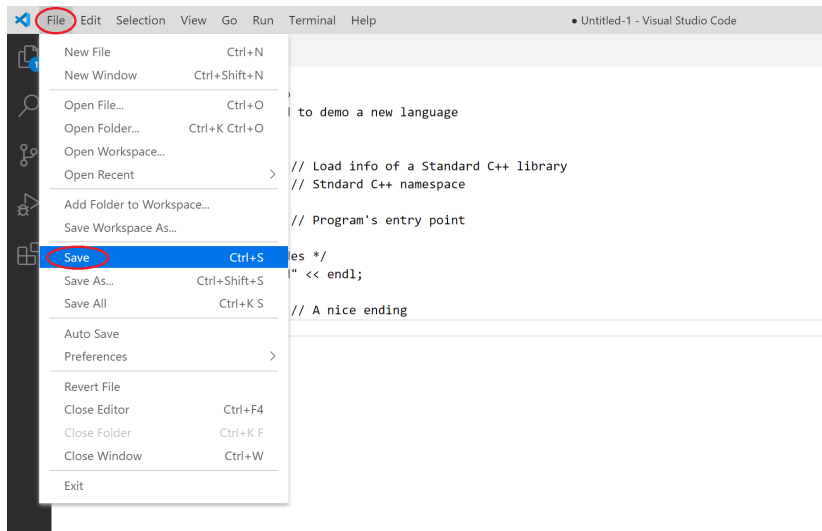 File Edit Selection View Go Run Terminal Help ● Untitled-1 - Visual Studio Code
1
New File Ctrl+N
New Window Ctrl+Shift+N
Open File... Ctrl+O
Open Folder... Ctrl+K Ctrl+O
Open Workspace...
Open Recent >
Add Folder to Workspace...
Save Workspace As...
Save Ctrl+S
Save As... Ctrl+Shift+S
Save All Ctrl+K S
Auto Save
Preferences >
Revert File
Close Editor Ctrl+F4
Close Folder Ctrl+K F
Close Window Ctrl+W
Exit
to demo a new language
// Load info of a Standard C++ library
// Stndard C++ namespace
// Program's entry point
les */
" << endl;
// A nice ending